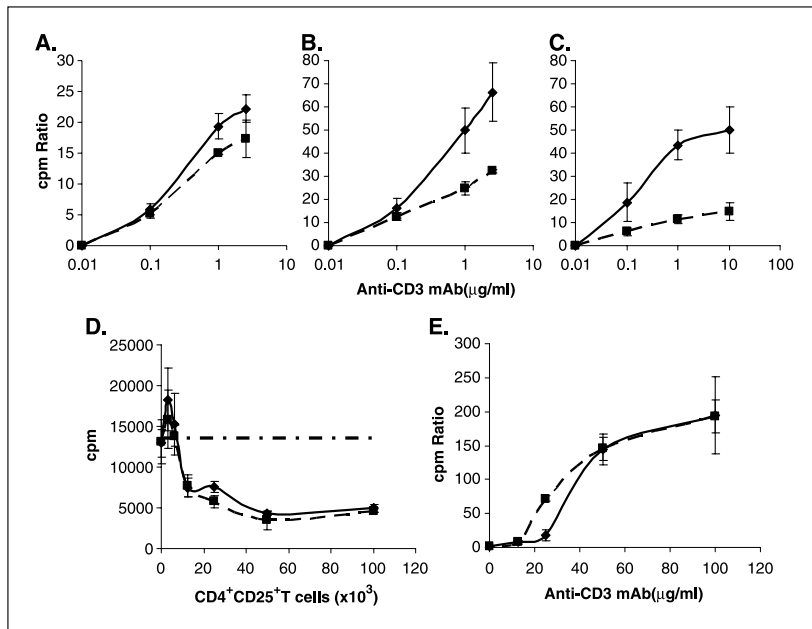 A.
B.
C.
cpm Ratio
30
25
20
15
10
5
0
0.01 0.1 1 10
80
70
60
50
40
30
20
10
0
0.01 0.1 1 10
80
70
60
50
40
30
20
10
0
0.01 0.1 1 10 100
Anti-CD3 mAb(μg/ml)
D.
cpm
25000
20000
15000
10000
5000
0
0 20 40 60 80 100 120
CD4+CD25+T cells (x10³)
E.
cpm Ratio
300
250
200
150
100
50
0
0 20 40 60 80 100 120
Anti-CD3 mAb(μg/ml)